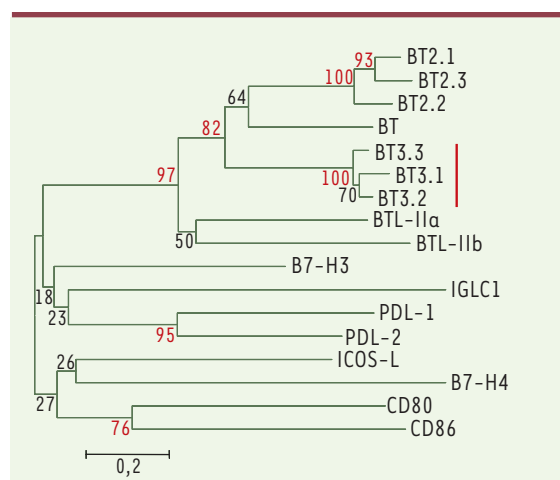 BT2.1
93
BT2.3
100
BT2.2
64
BT
82
BT3.3
97
100
BT3.1
70
BT3.2
BTL-IIα
50
BTL-IIb
B7-H3
18
IGLC1
23
PDL-1
95
PDL-2
26
ICOS-L
B7-H4
27
CD80
76
CD86
0,2